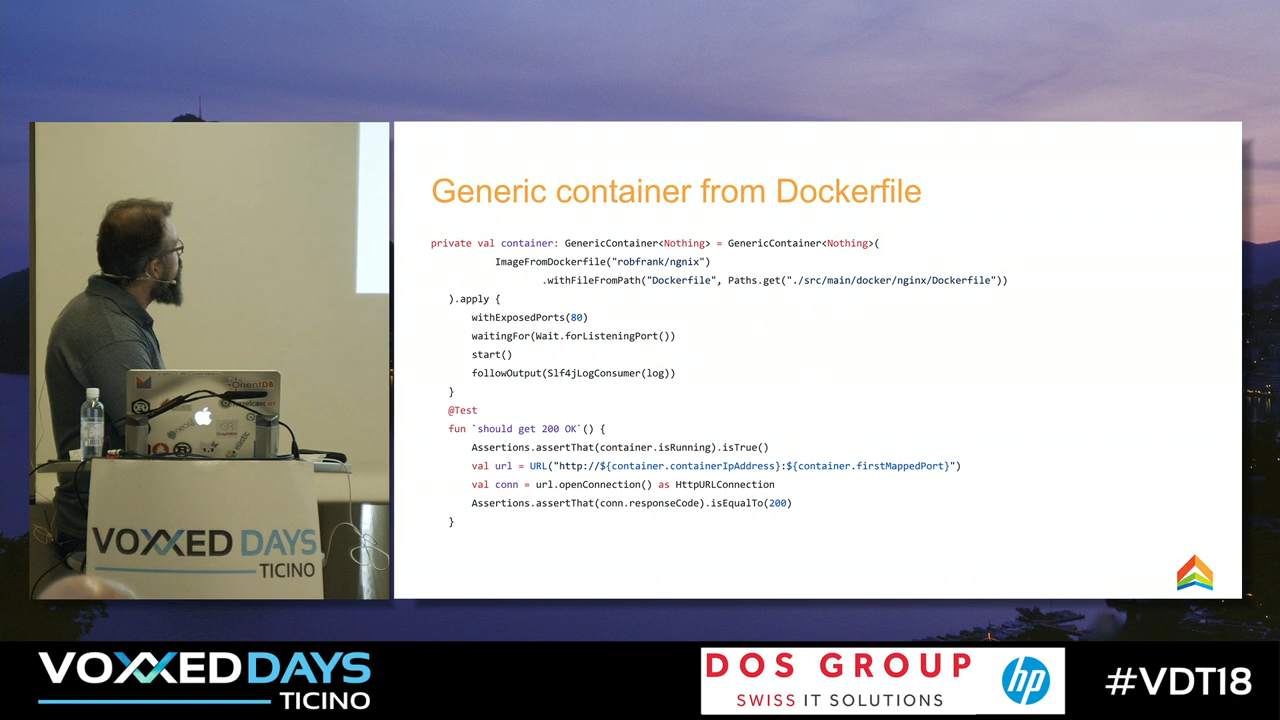 Generic container from Dockerfile
private val container: GenericContainer<Nothing> = GenericContainer<Nothing>(
ImageFromDockerfile("robfrank/ngnix")
.withFileFromPath("Dockerfile", Paths.get("./src/main/docker/nginx/Dockerfile"))
).apply {
withExposedPorts(80)
waitingFor(Wait.forListeningPort())
start()
followOutput(Slf4jLogConsumer(log))
}
@Test
fun `should get 200 OK`() {
Assertions.assertThat(container.isRunning).isTrue()
val url = URL("http://${container.containerIpAddress}:${container.firstMappedPort}")
val conn = url.openConnection() as HttpURLConnection
Assertions.assertThat(conn.responseCode).isEqualTo(200)
}
OrientDB
VOXXED DAYS
TICINO
VOXXED DAYS
TICINO
DOS GROUP
SWISS IT SOLUTIONS
hp
#VDT18